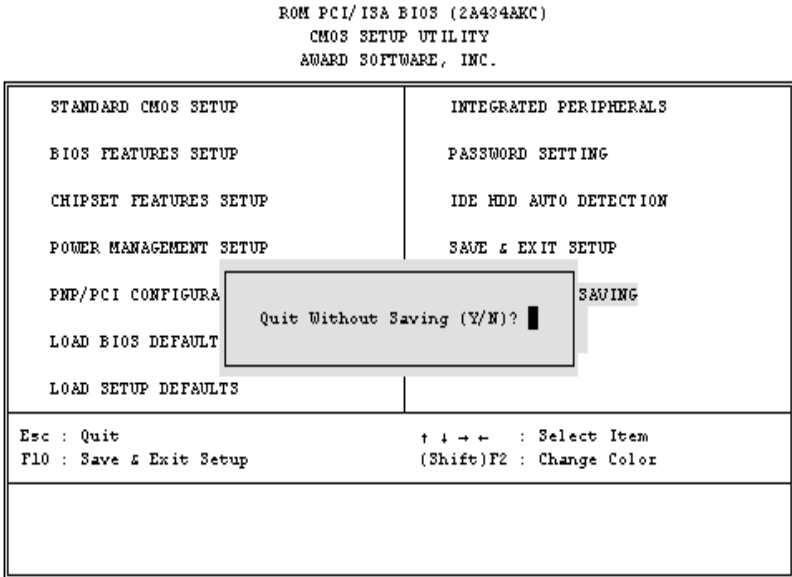 ROM PCI/ISA BIOS (2A434AKC)
CMOS SETUP UTILITY
AWARD SOFTWARE, INC.
STANDARD CMOS SETUP
BIOS FEATURES SETUP
CHIPSET FEATURES SETUP
POWER MANAGEMENT SETUP
PNP/PCI CONFIGURA
LOAD BIOS DEFAULT
LOAD SETUP DEFAULTS
INTEGRATED PERIPHERALS
PASSWORD SETTING
IDE HDD AUTO DETECTION
SAVE & EXIT SETUP
SAVING
Quit Without Saving (Y/N)?
Esc : Quit
F10 : Save & Exit Setup
↑ ↓ → ← : Select Item
(Shift)F2 : Change Color